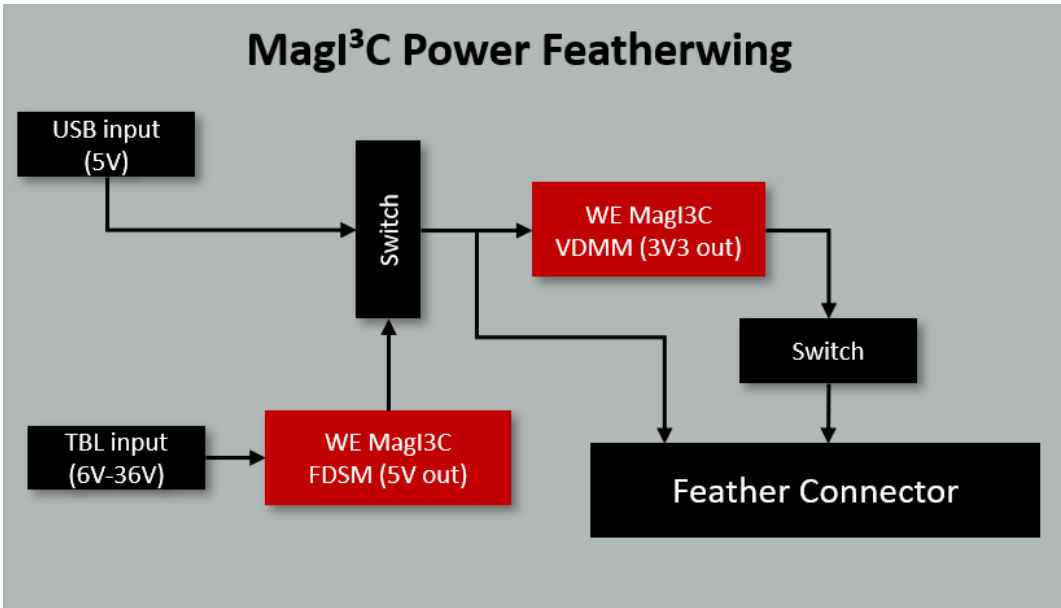 MagI³C Power Featherwing
USB input
(5V)
Switch
WE MagI3C
VDMM (3V3 out)
Switch
TBL input
(6V-36V)
WE MagI3C
FDSM (5V out)
Feather Connector